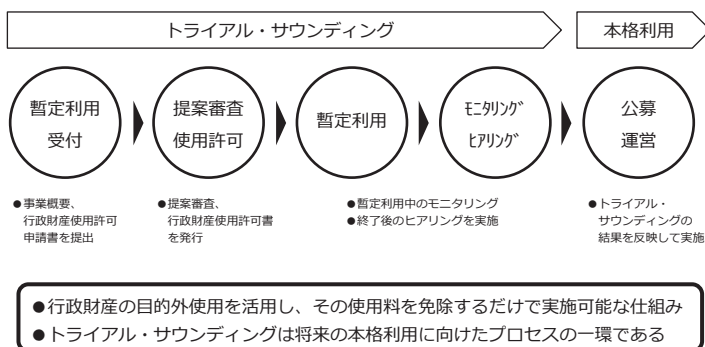 トライアル・サウンディング
本格利用
暫定利用
受付
提案審査
使用許可
暫定利用
ﾓﾆﾀﾘﾝｸﾞ
ﾋｱﾘﾝｸﾞ
公募
運営
●事業概要、
行政財産使用許可
申請書を提出
●提案審査、
行政財産使用許可書
を発行
●暫定利用中のモニタリング
●終了後のヒアリングを実施
●トライアル・
サウンディングの
結果を反映して実施
●行政財産の目的外使用を活用し、その使用料を免除するだけで実施可能な仕組み
●トライアル・サウンディングは将来の本格利用に向けたプロセスの一環である